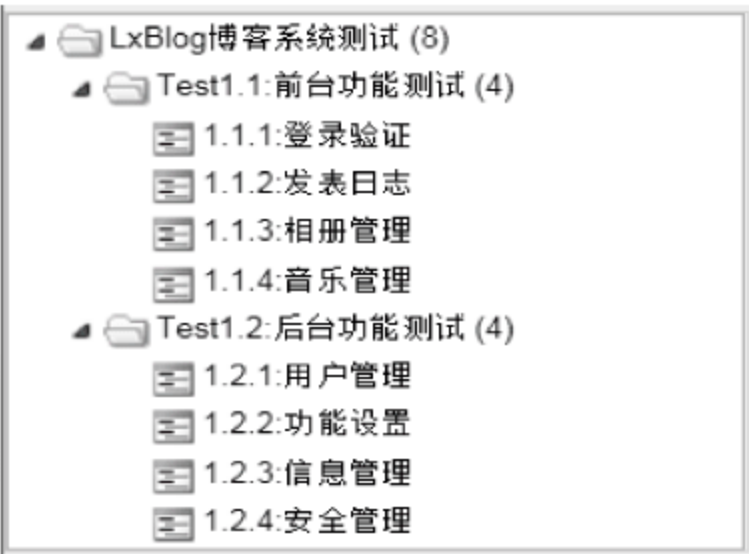 LxBlog博客系统测试 (8)
Test1.1:前台功能测试 (4)
1.1.1:登录验证
1.1.2:发表日志
1.1.3:相册管理
1.1.4:音乐管理
Test1.2:后台功能测试 (4)
1.2.1:用户管理
1.2.2:功能设置
1.2.3:信息管理
1.2.4:安全管理